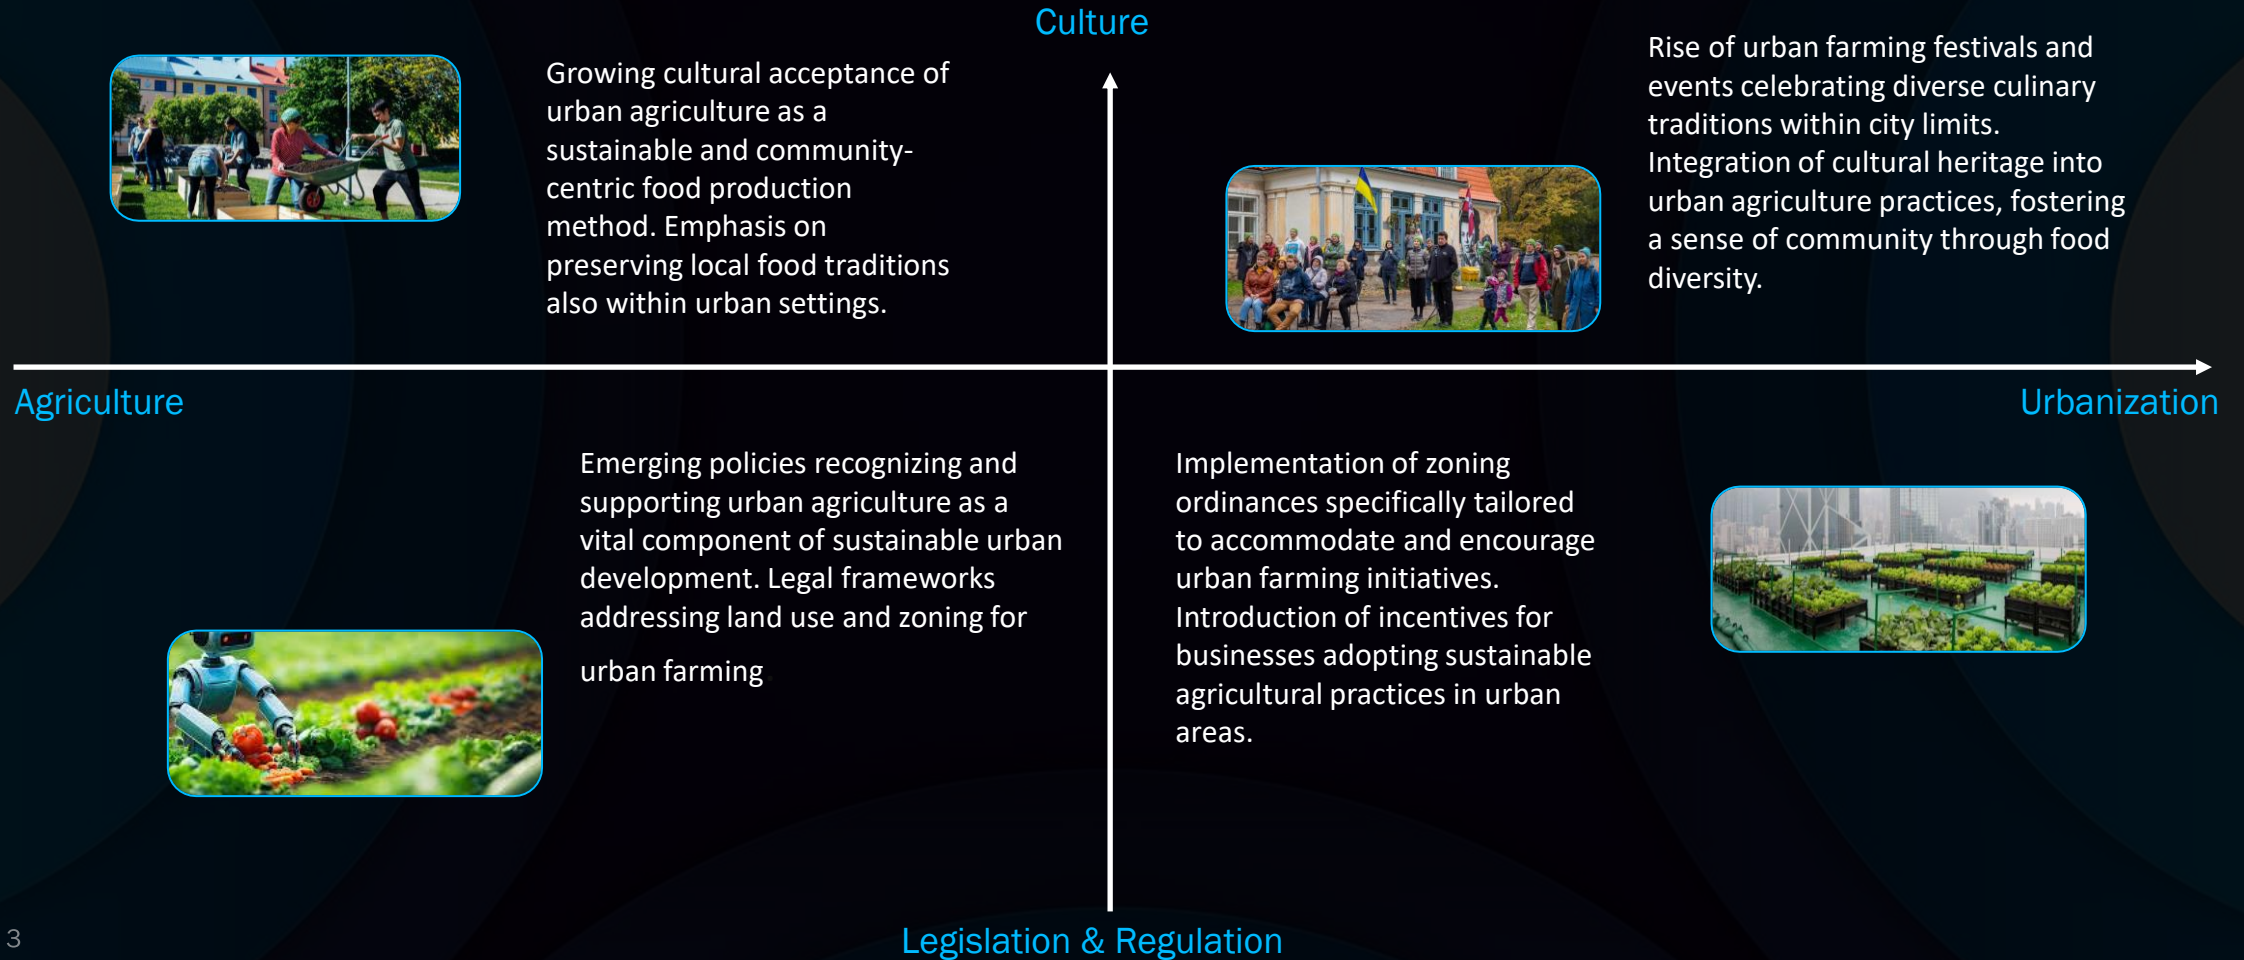 Culture
Growing cultural acceptance of
urban agriculture as a
sustainable and community-
centric food production
method. Emphasis on
preserving local food traditions
also within urban settings.
Rise of urban farming festivals and
events celebrating diverse culinary
traditions within city limits.
Integration of cultural heritage into
urban agriculture practices, fostering
a sense of community through food
diversity.
Agriculture
Urbanization
Emerging policies recognizing and
supporting urban agriculture as a
vital component of sustainable urban
development. Legal frameworks
addressing land use and zoning for
urban farming.
Implementation of zoning
ordinances specifically tailored
to accommodate and encourage
urban farming initiatives.
Introduction of incentives for
businesses adopting sustainable
agricultural practices in urban
areas.
3
Legislation & Regulation